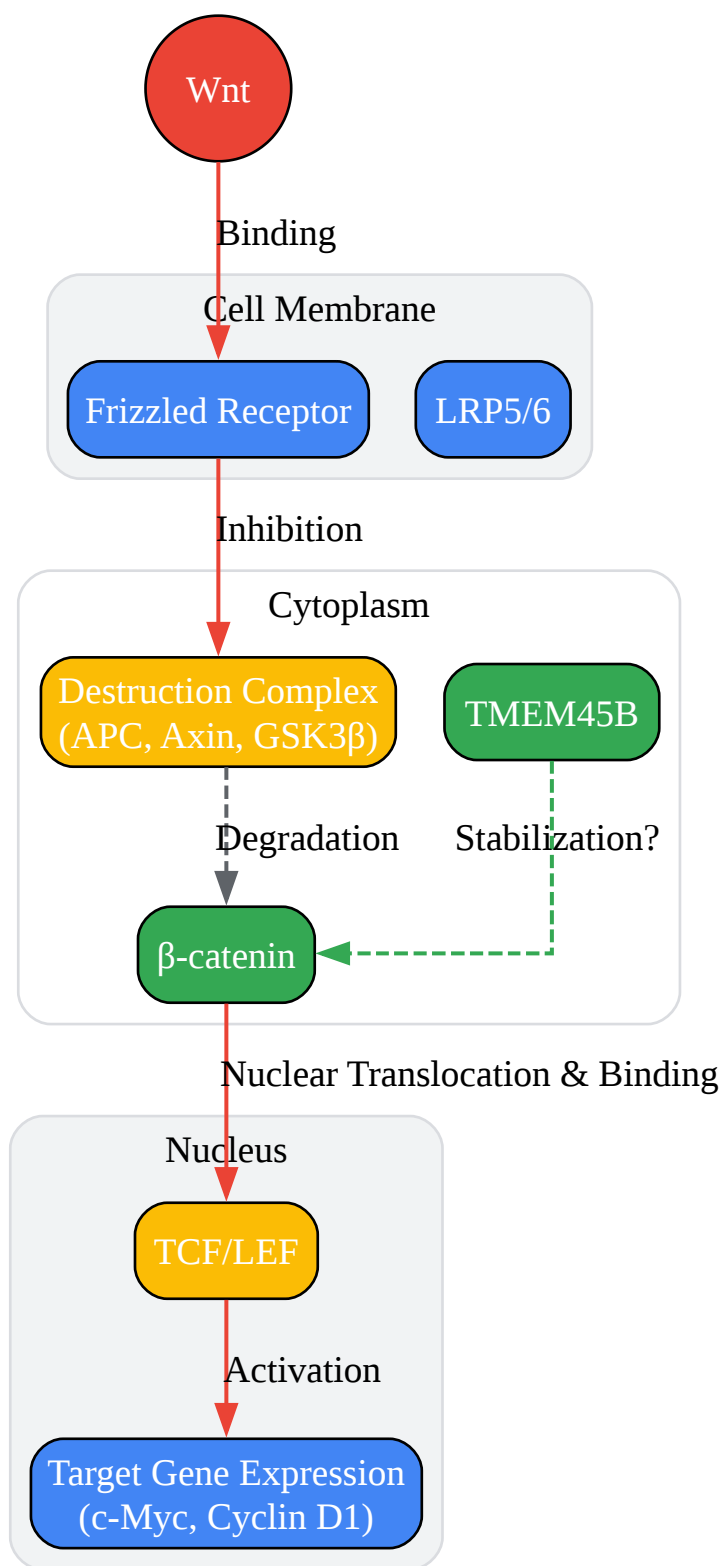 Wnt
Binding
Cell Membrane
Frizzled Receptor
LRP5/6
Inhibition
Cytoplasm
Destruction Complex
(APC, Axin, GSK3β)
TMEM45B
Degradation
Stabilization?
β-catenin
Nuclear Translocation & Binding
Nucleus
TCF/LEF
Activation
Target Gene Expression
(c-Myc, Cyclin D1)